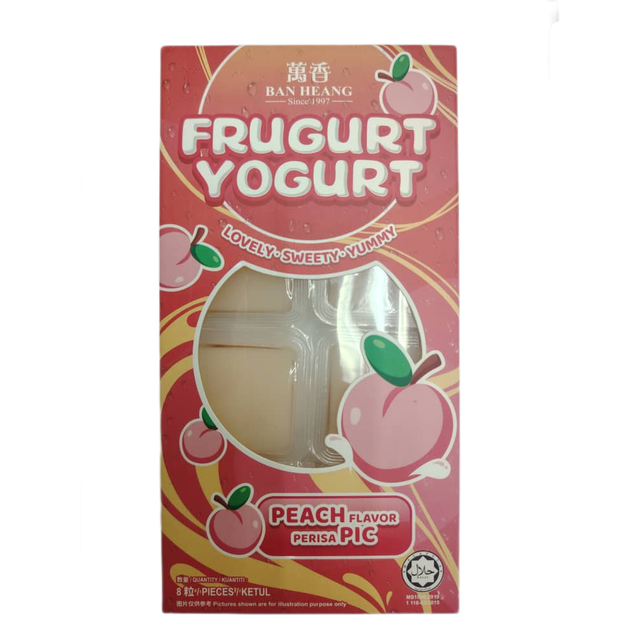 萬香
BAN HEANG
Since 1997
FRUGURT
YOGURT
LOVELY · SWEETY · YUMMY
PEACH FLAVOR
PERISA PIC
数量 / QUANTITY / KUANTITI
8 粒 / PIECES / KETUL
图片仅供参考 Pictures shown are for illustration purpose only
حلال